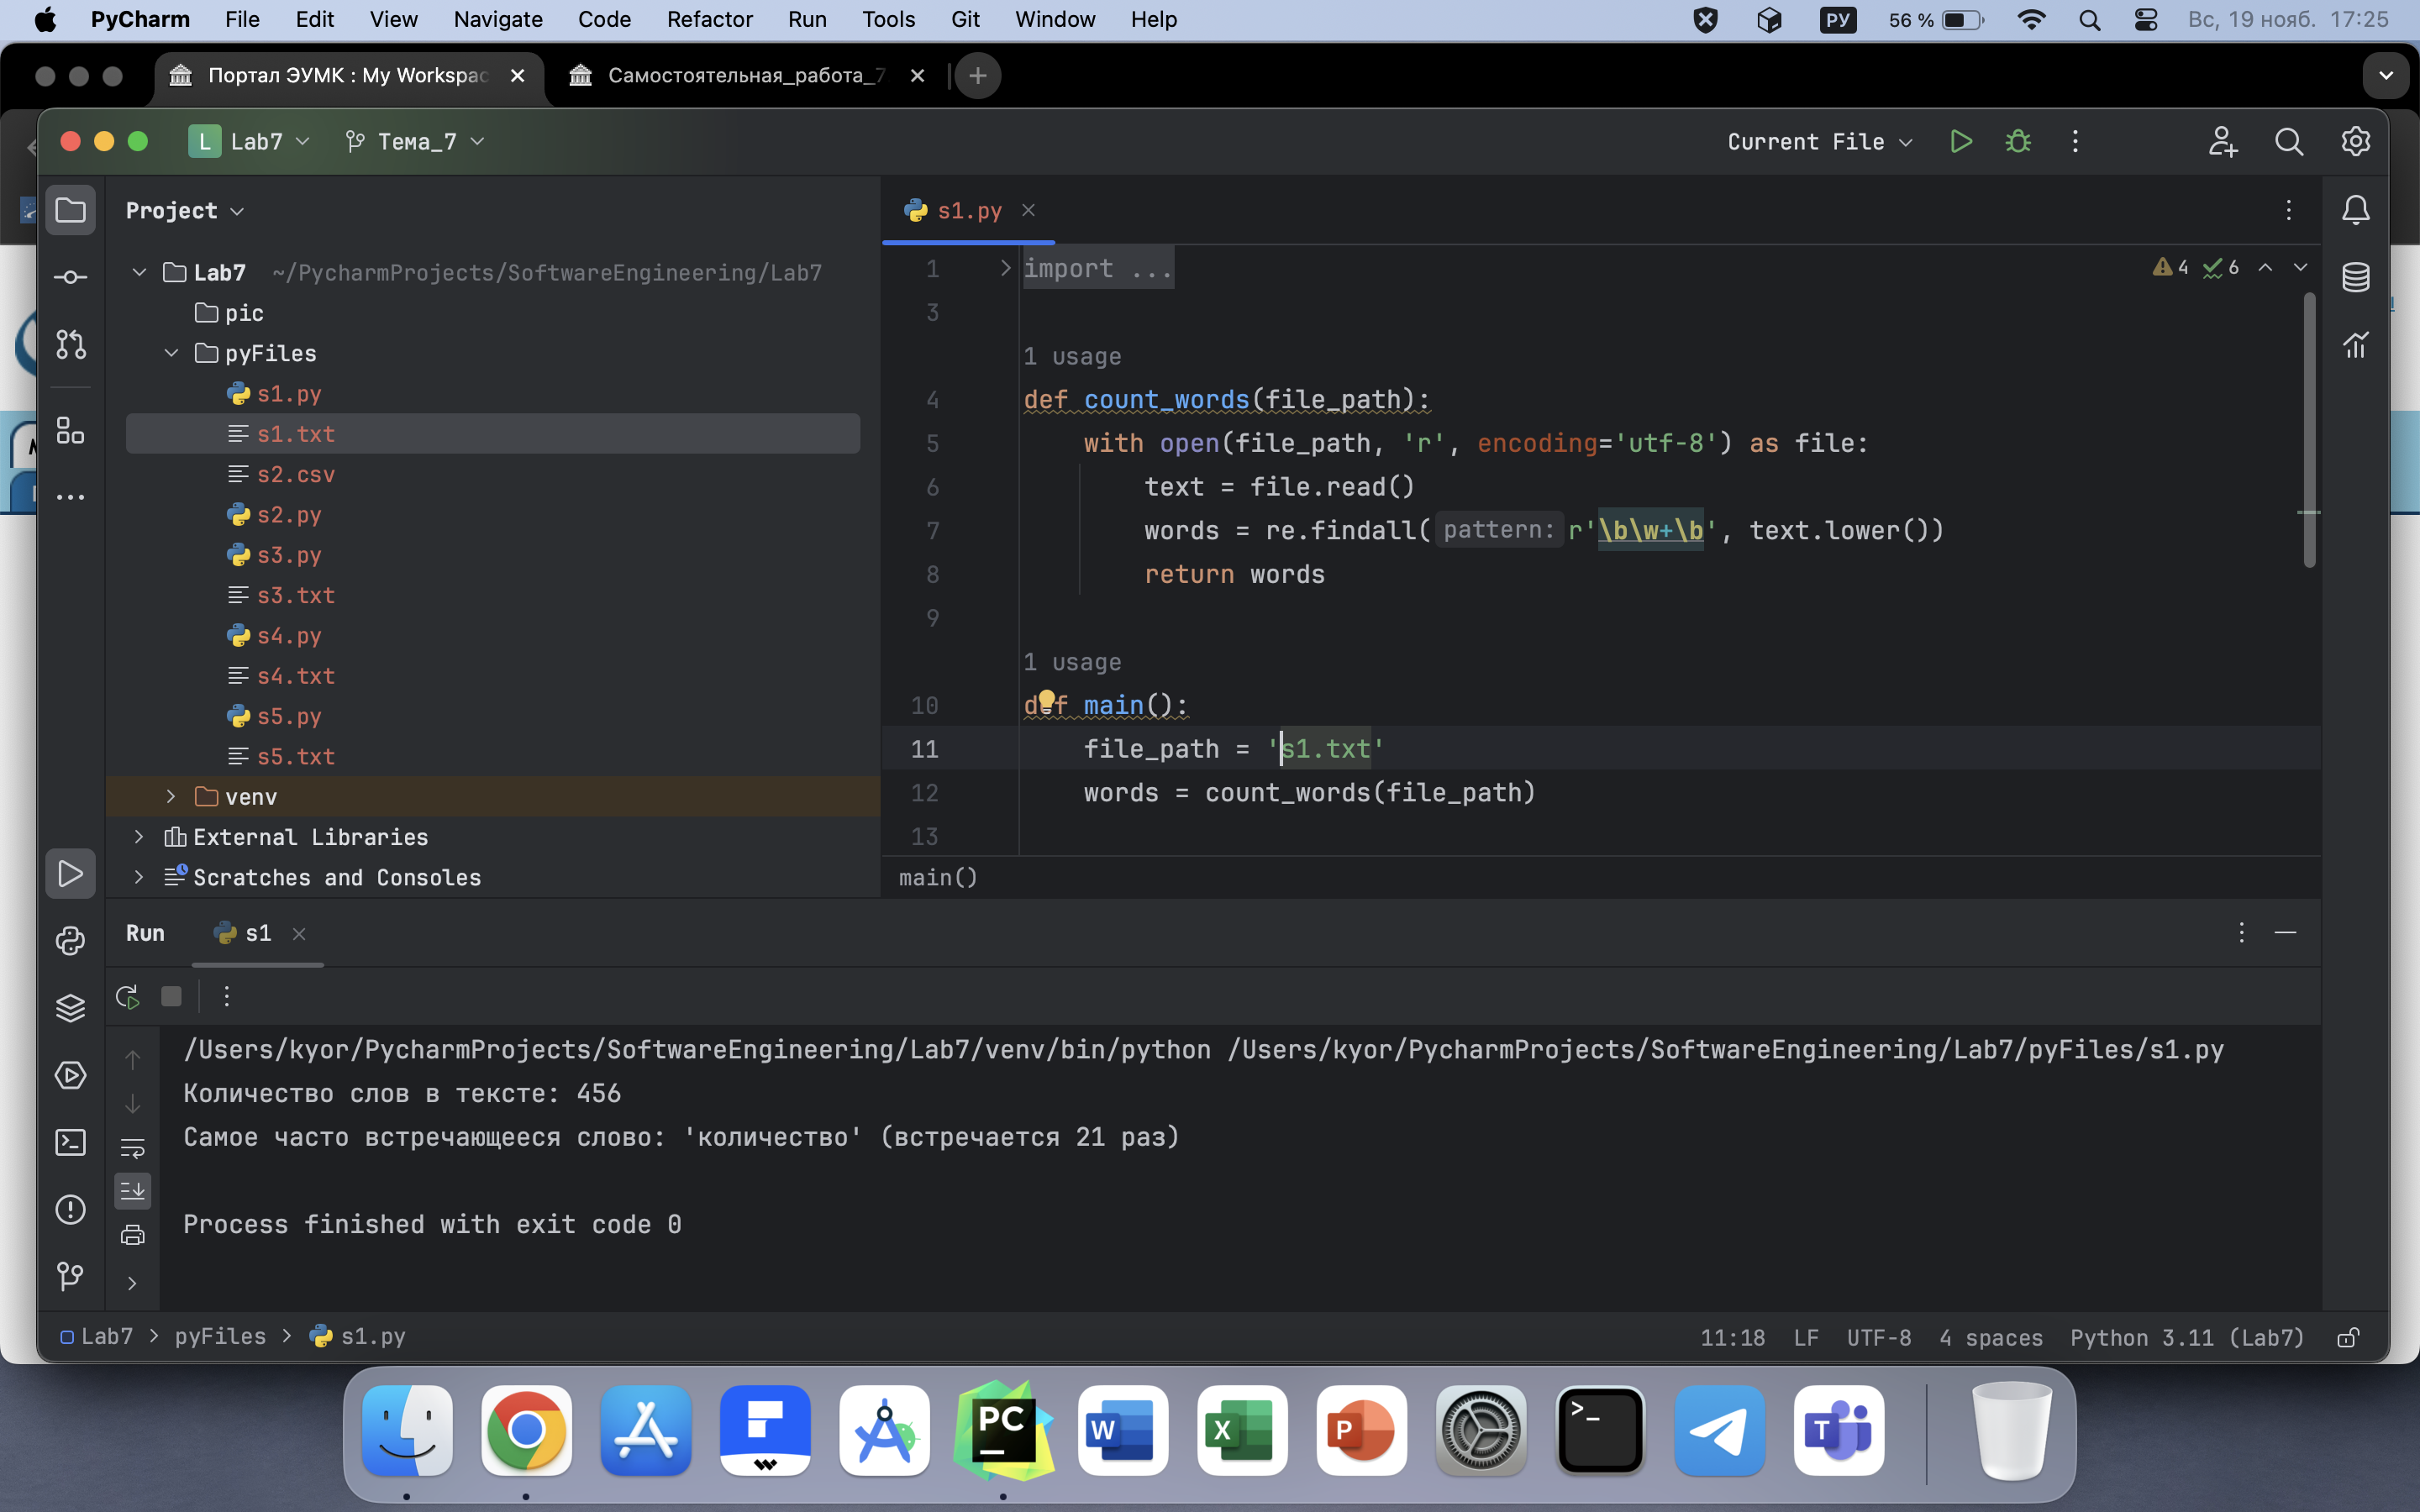 PyCharm File Edit View Navigate Code Refactor Run Tools Git Window Help РУ 56 % Вс, 19 нояб. 17:25
Портал ЭУМК : My Workspac Самостоятельная_работа_7
L Lab7 Тема_7 Current File
Project
s1.py
Lab7 ~/PycharmProjects/SoftwareEngineering/Lab7
pic
pyFiles
s1.py
s1.txt
s2.csv
s2.py
s3.py
s3.txt
s4.py
s4.txt
s5.py
s5.txt
venv
External Libraries
Scratches and Consoles
4 6
1 import ...
3
1 usage
4 def count_words(file_path):
5 with open(file_path, 'r', encoding='utf-8') as file:
6 text = file.read()
7 words = re.findall( pattern: r'\b\w+\b', text.lower())
8 return words
9
1 usage
10 def main():
11 file_path = 's1.txt'
12 words = count_words(file_path)
13
main()
Run s1
/Users/kyor/PycharmProjects/SoftwareEngineering/Lab7/venv/bin/python /Users/kyor/PycharmProjects/SoftwareEngineering/Lab7/pyFiles/s1.py
Количество слов в тексте: 456
Самое часто встречающееся слово: 'количество' (встречается 21 раз)
Process finished with exit code 0
Lab7 > pyFiles > s1.py 11:18 LF UTF-8 4 spaces Python 3.11 (Lab7)
PC W X P >_ T